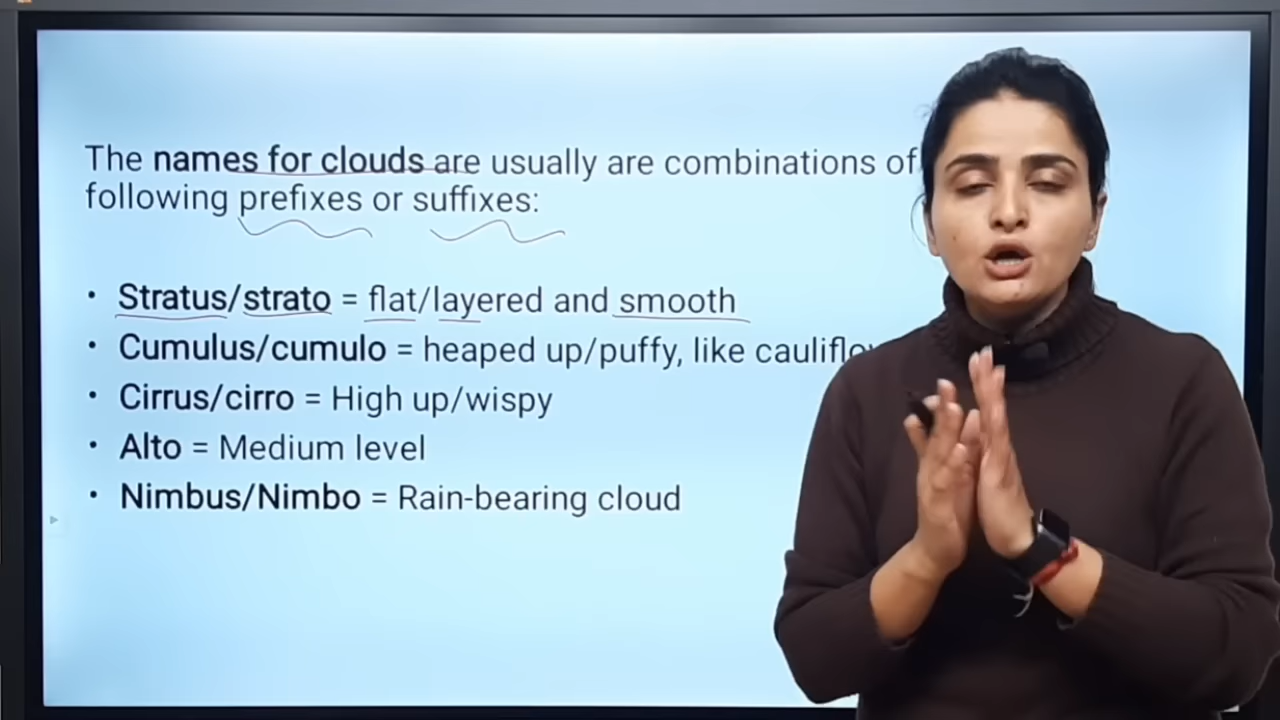 The names for clouds are usually are combinations of
following prefixes or suffixes:
• Stratus/strato = flat/layered and smooth
• Cumulus/cumulo = heaped up/puffy, like
• Cirrus/cirro = High up/wispy
• Alto = Medium level
• Nimbus/Nimbo = Rain-bearing cloud